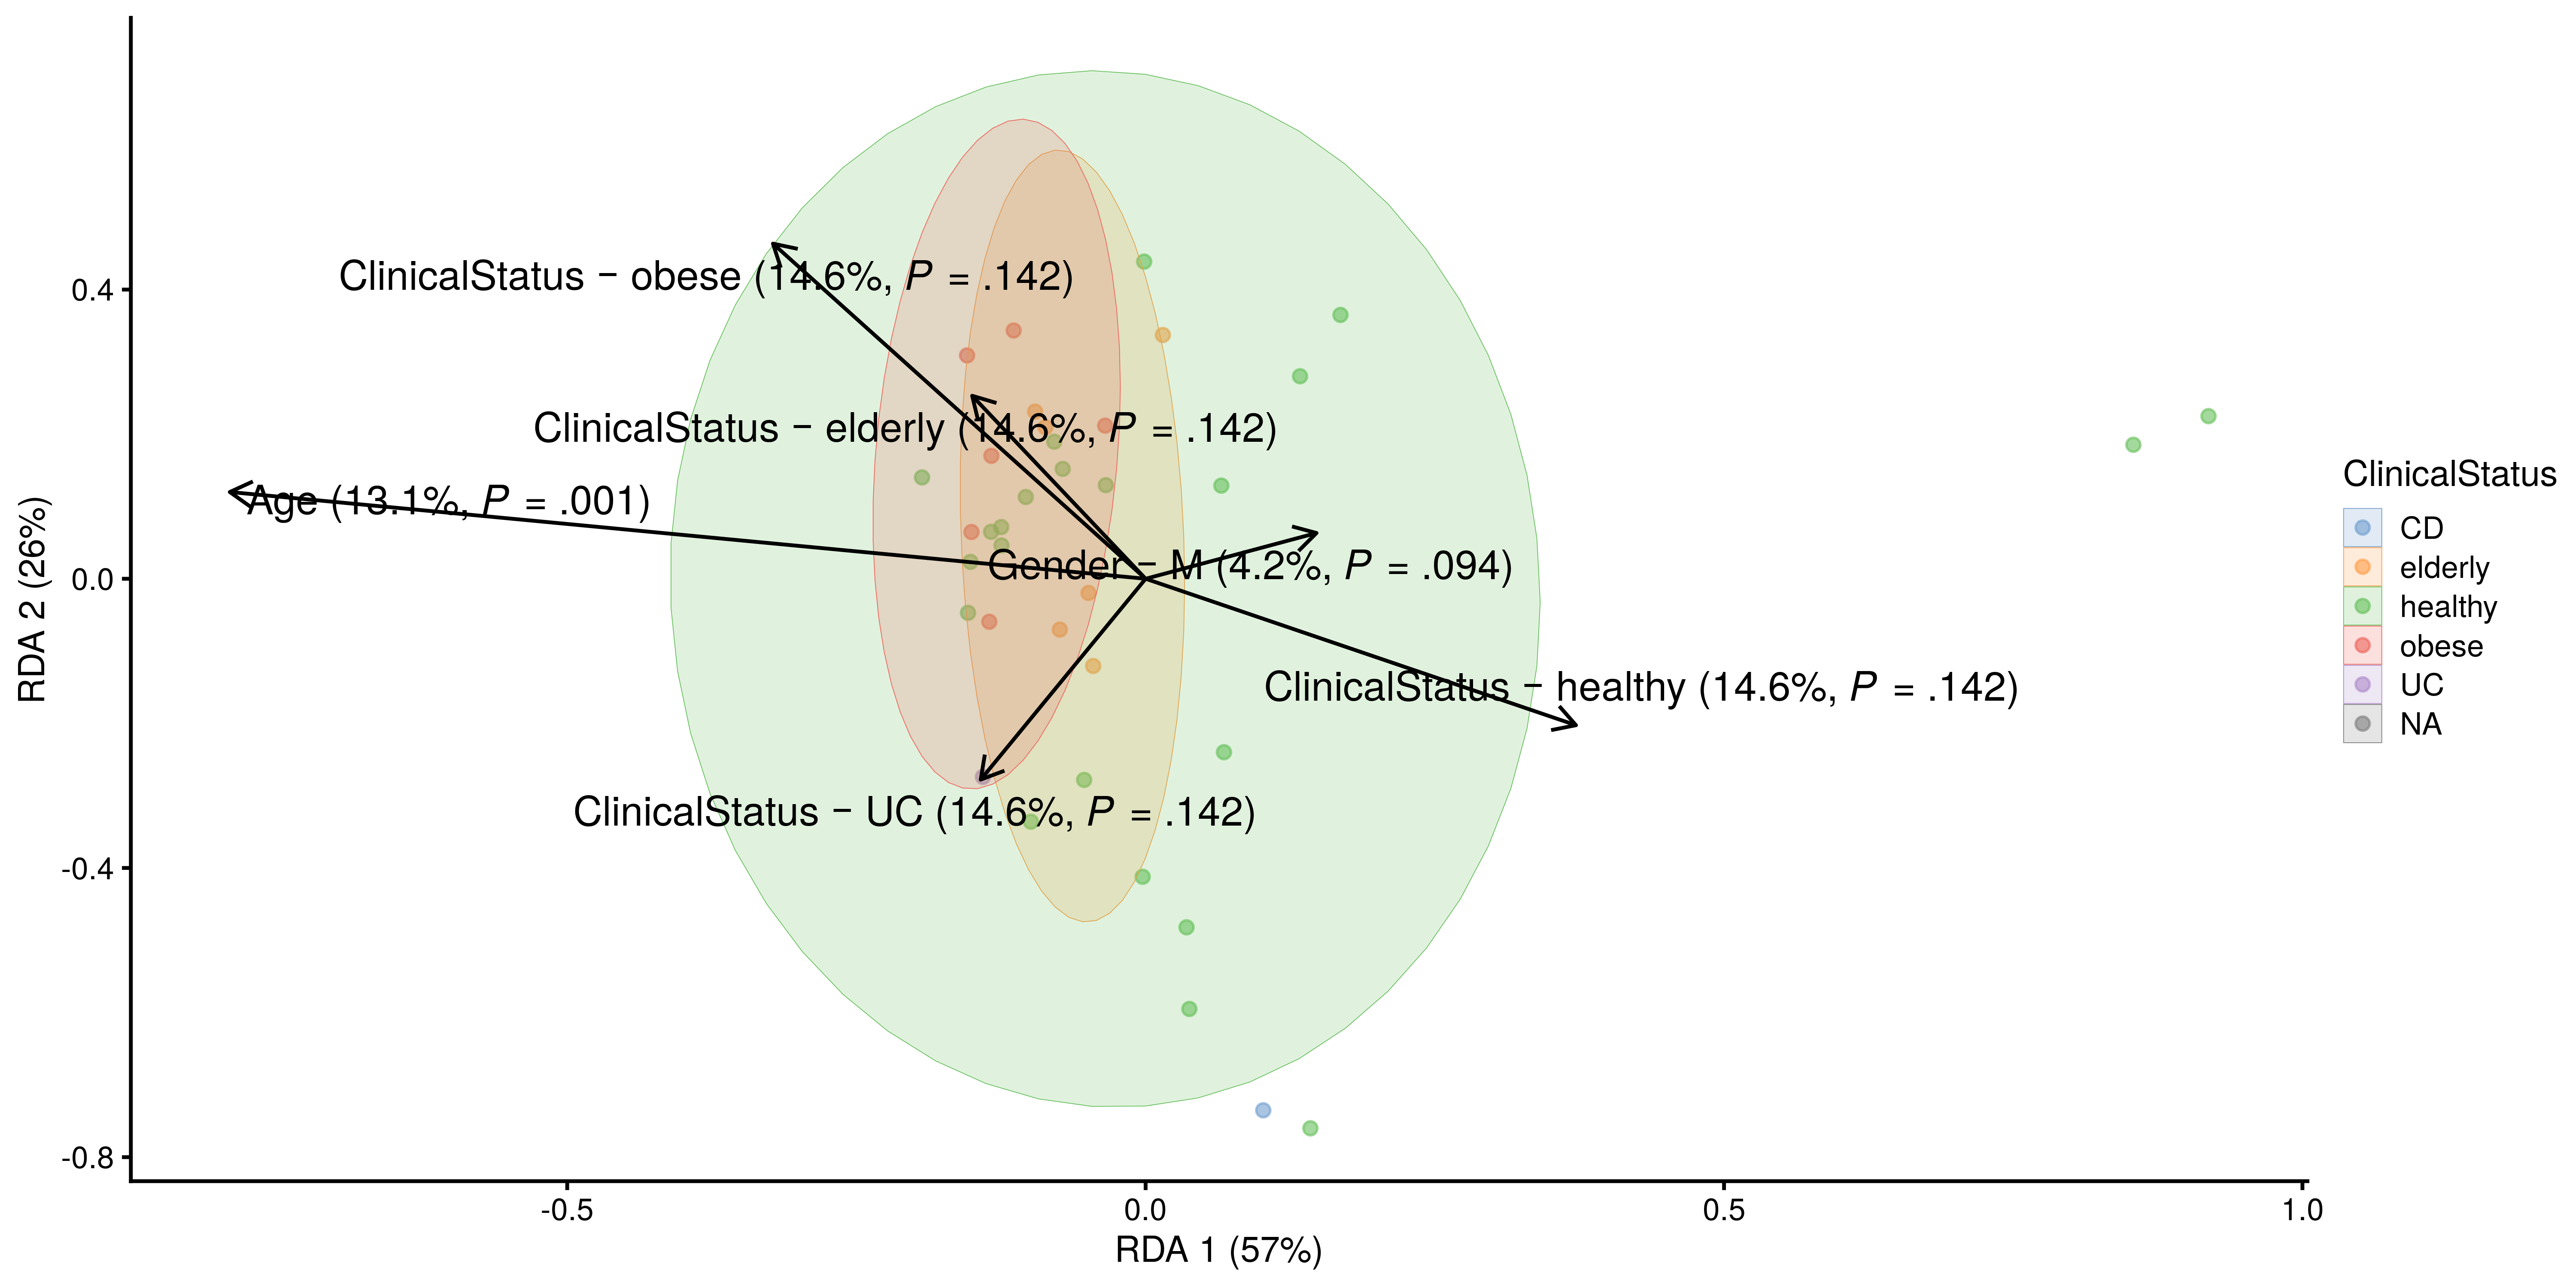 ClinicalStatus − obese (14.6%, P = .142)
0.4
ClinicalStatus − elderly (14.6%, P = .142)
Age (13.1%, P = .001)
Gender − M (4.2%, P = .094)
0.0
RDA 2 (26%)
ClinicalStatus − healthy (14.6%, P = .142)
ClinicalStatus − UC (14.6%, P = .142)
-0.4
-0.8
-0.5
0.0
0.5
1.0
RDA 1 (57%)
ClinicalStatus
CD
elderly
healthy
obese
UC
NA